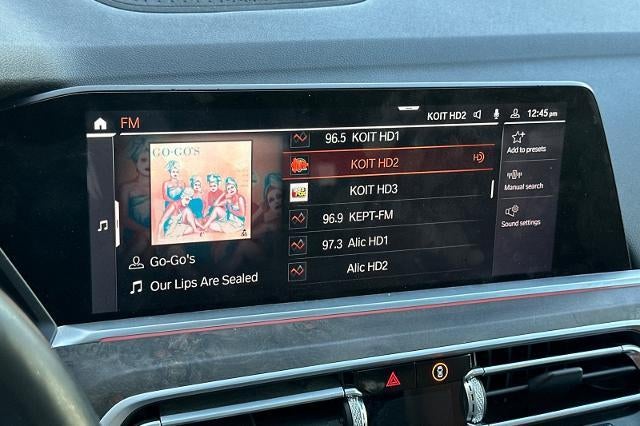 FM
KOIT HD2
12:45 pm
GO-GO'S
Go-Go's
Our Lips Are Sealed
96.5 KOIT HD1
KOIT HD2
KOIT HD3
96.9 KEPT-FM
97.3 Alic HD1
Alic HD2
Add to presets
Manual search
Sound settings